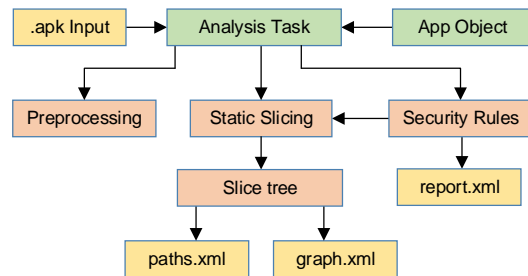 .apk Input
Analysis Task
App Object
Preprocessing
Static Slicing
Security Rules
Slice tree
report.xml
paths.xml
graph.xml